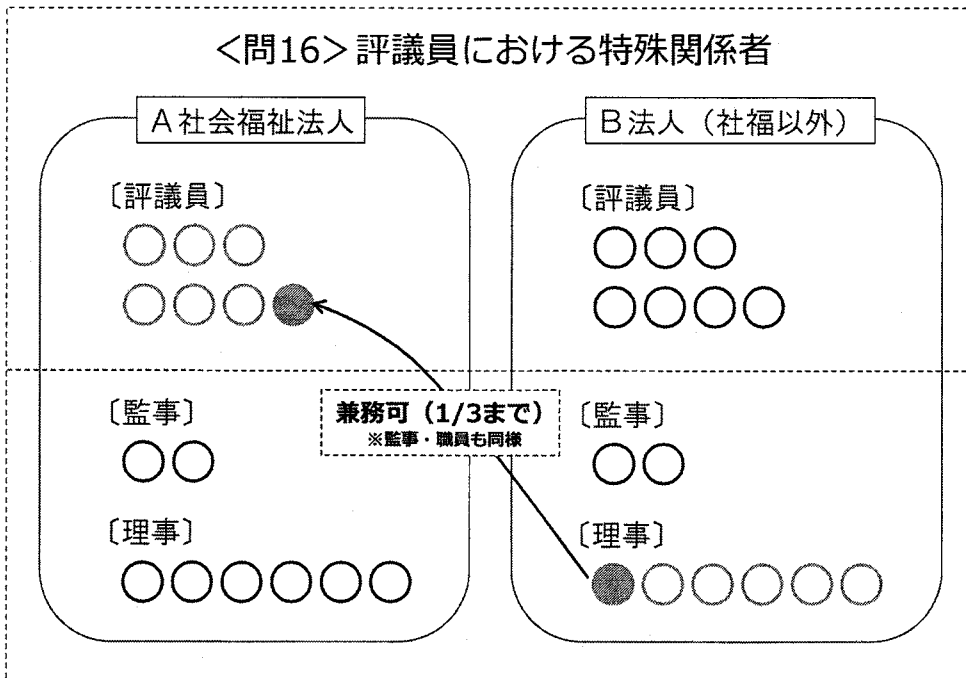 <問16>評議員における特殊関係者
A社会福祉法人
〔評議員〕
〔監事〕
〔理事〕
B法人（社福以外）
〔評議員〕
〔監事〕
〔理事〕
兼務可（1/3まで）
※監事・職員も同様